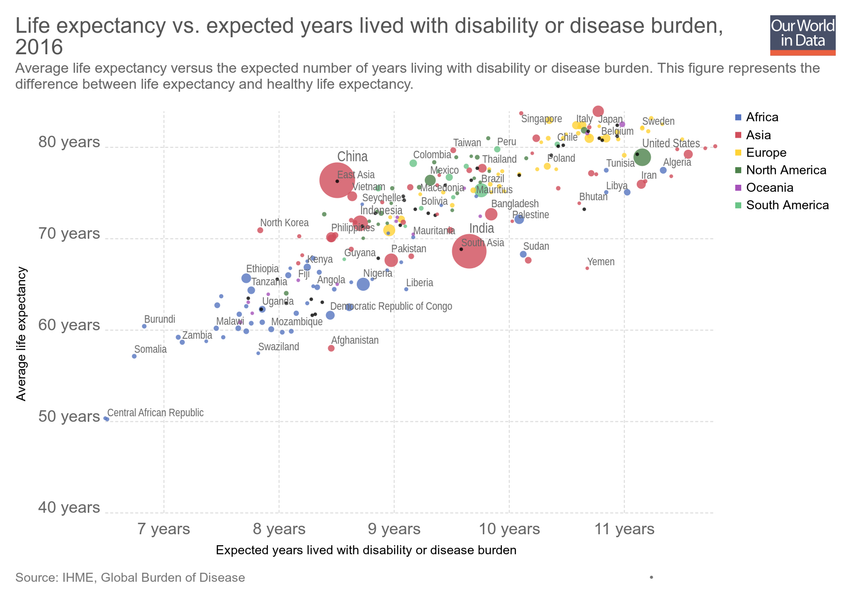 Life expectancy vs. expected years lived with disability or disease burden,
2016
Our World
in Data
Average life expectancy versus the expected number of years living with disability or disease burden. This figure represents the
difference between life expectancy and healthy life expectancy.
Africa
Asia
Europe
North America
Oceania
South America
80 years
70 years
60 years
50 years
40 years
Singapore
Italy
Japan
Sweden
Belgium
Chile
Peru
Taiwan
United States
China
Colombia
Thailand
Poland
Tunisia
Algeria
East Asia
Mexico
Iran
Vietnam
Macedonia
Brazil
Mauritius
Libya
Seychelles
Bolivia
Bhutan
Bangladesh
Indonesia
Palestine
North Korea
Philippines
Mauritania
India
South Asia
Sudan
Guyana
Pakistan
Kenya
Yemen
Ethiopia
Fiji
Nigeria
Tanzania
Angola
Liberia
Uganda
Democratic Republic of Congo
Burundi
Malawi
Mozambique
Zambia
Somalia
Swaziland
Afghanistan
Central African Republic
Average life expectancy
7 years
8 years
9 years
10 years
11 years
Expected years lived with disability or disease burden
Source: IHME, Global Burden of Disease